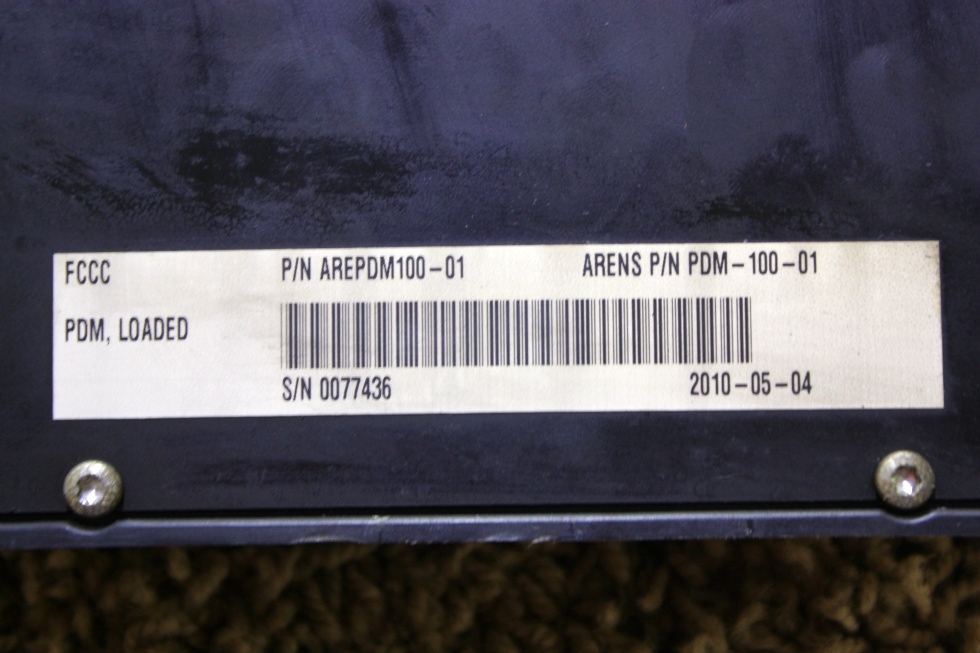 FCCC P/N AREPDM100-01 ARENS P/N PDM-100-01
PDM, LOADED
S/N 0077436 2010-05-04